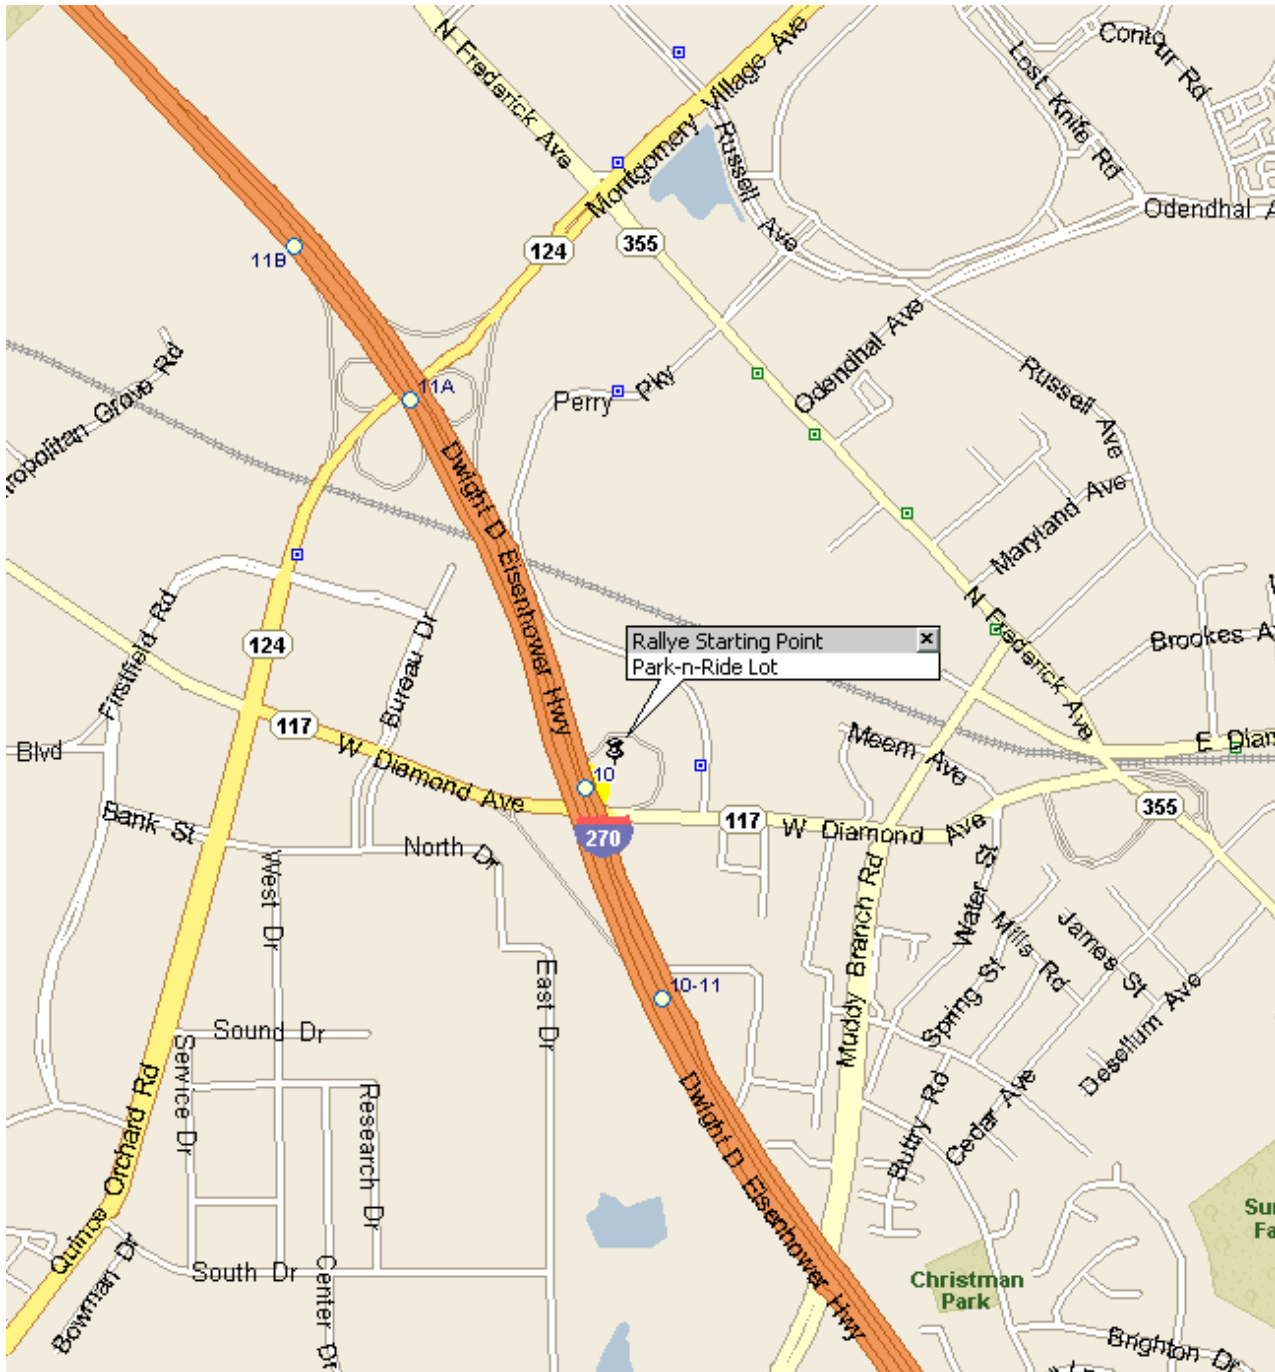 N Frederick Ave
Montgomery Village Ave
Contour Rd
Lost Knife Rd
Russell Ave
Odendhal A
124
355
11B
11A
Odendhal Ave
Russell Ave
ropolitan Grove Rd
Perry Pky
Dwight D Eisenhower Hwy
Maryland Ave
N Frederick Ave
Brookes A
Firstfield Rd
124
Bureau Dr
Rallye Starting Point
Park-n-Ride Lot
117
W Diamond Ave
Blvd
10
Meem Ave
E Diam
355
117
W Diamond Ave
270
Bank St
North Dr
West Dr
Muddy Branch Rd
Water St
Mills Rd
James St
East Dr
10-11
Spring St
Desellum Ave
Sound Dr
Service Dr
Research Dr
Quince Orchard Rd
Dwight D Eisenhower Hwy
Buttry Rd
Cedar Ave
South Dr
Center Dr
Bowman Dr
Christman
Park
Sur
Fa
Brighton Dr